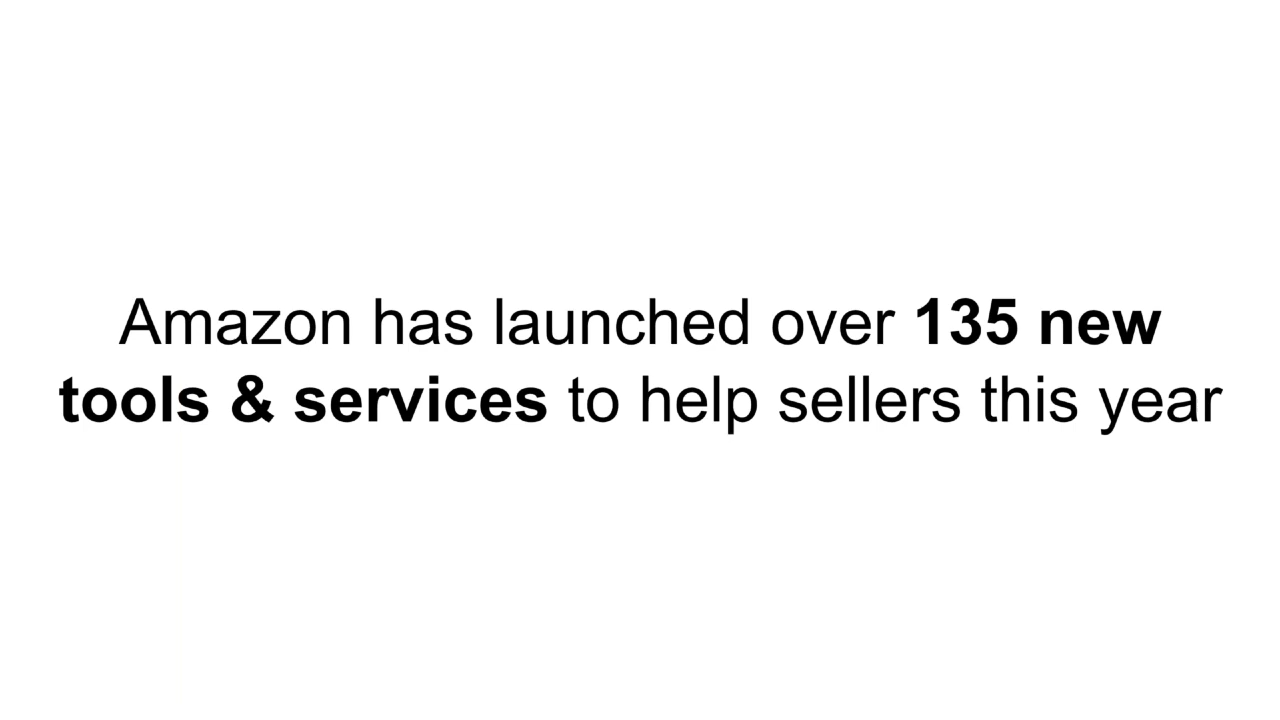 Amazon has launched over 135 new
tools & services to help sellers this year